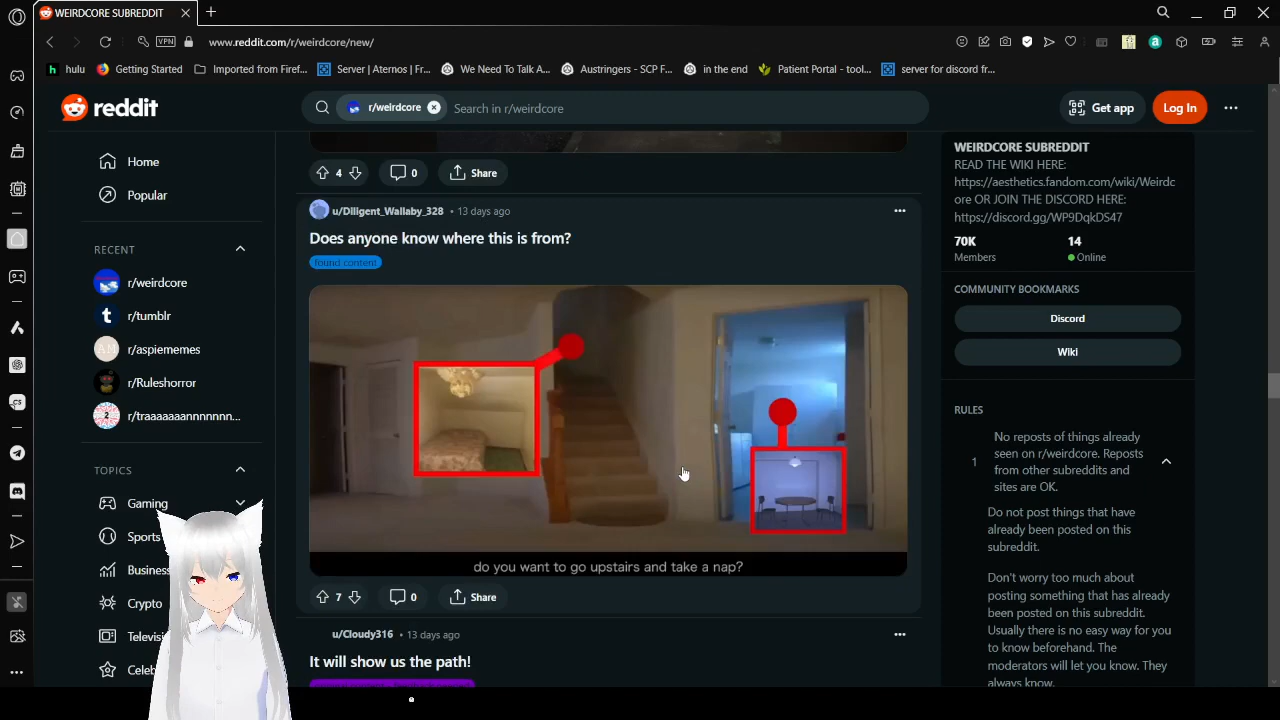 WEIRDCORE SUBREDDIT
www.reddit.com/r/weirdcore/new/
VPN
hulu
Getting Started
Imported from Firef...
Server | Aternos | Fr...
We Need To Talk A...
Austringers - SCP F...
in the end
Patient Portal - tool...
server for discord fr...
reddit
r/weirdcore
Search in r/weirdcore
Get app
Log In
Home
Popular
RECENT
r/weirdcore
r/tumblr
r/aspiememes
r/Ruleshorror
r/traaaaaaannnnnnn...
TOPICS
Gaming
Sports
Business
Crypto
Televisi
Celeb
4
0
Share
u/Diligent_Wallaby_328 • 13 days ago
Does anyone know where this is from?
found content
do you want to go upstairs and take a nap?
7
0
Share
u/Cloudy316 • 13 days ago
It will show us the path!
WEIRDCORE SUBREDDIT
READ THE WIKI HERE:
https://aesthetics.fandom.com/wiki/Weirdc
ore OR JOIN THE DISCORD HERE:
https://discord.gg/WP9DqkDS47
70K
14
Members
Online
COMMUNITY BOOKMARKS
Discord
Wiki
RULES
1
No reposts of things already
seen on r/weirdcore. Reposts
from other subreddits and
sites are OK.
Do not post things that have
already been posted on this
subreddit.
Don't worry too much about
posting something that has already
been posted on this subreddit.
Usually there is no easy way for you
to know beforehand. The
moderators will let you know. They
always know.